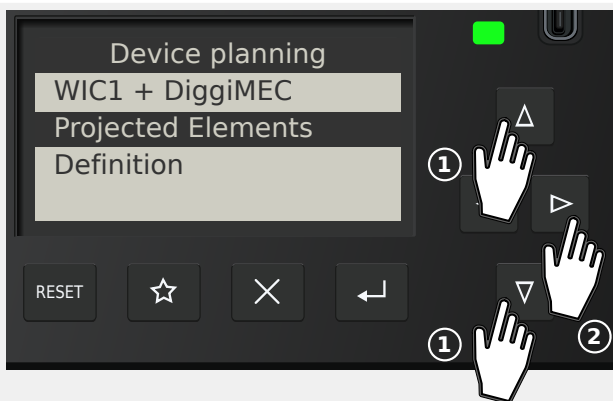 Device planning
WIC1 + DiggiMEC
Projected Elements
Definition
①
RESET
①
②